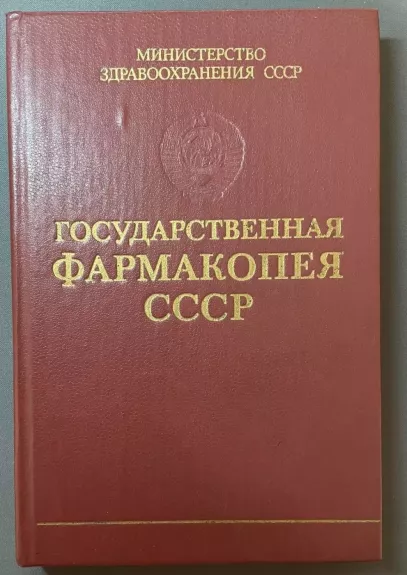 МИНИСТЕРСТВО
ЗДРАВООХРАНЕНИЯ СССР
ГОСУДАРСТВЕННАЯ
ФАРМАКОПЕЯ
СССР